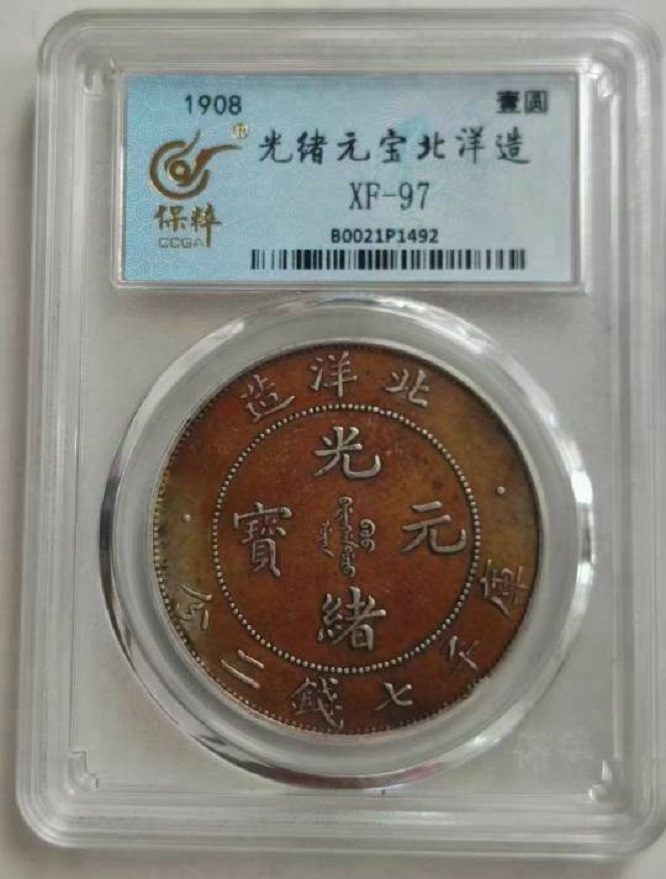 1908 壹圓
光绪元宝北洋造
XF-97
保粹
CCGA
B0021P1492
造洋北
光
寶 元
緒
庫平七錢二分